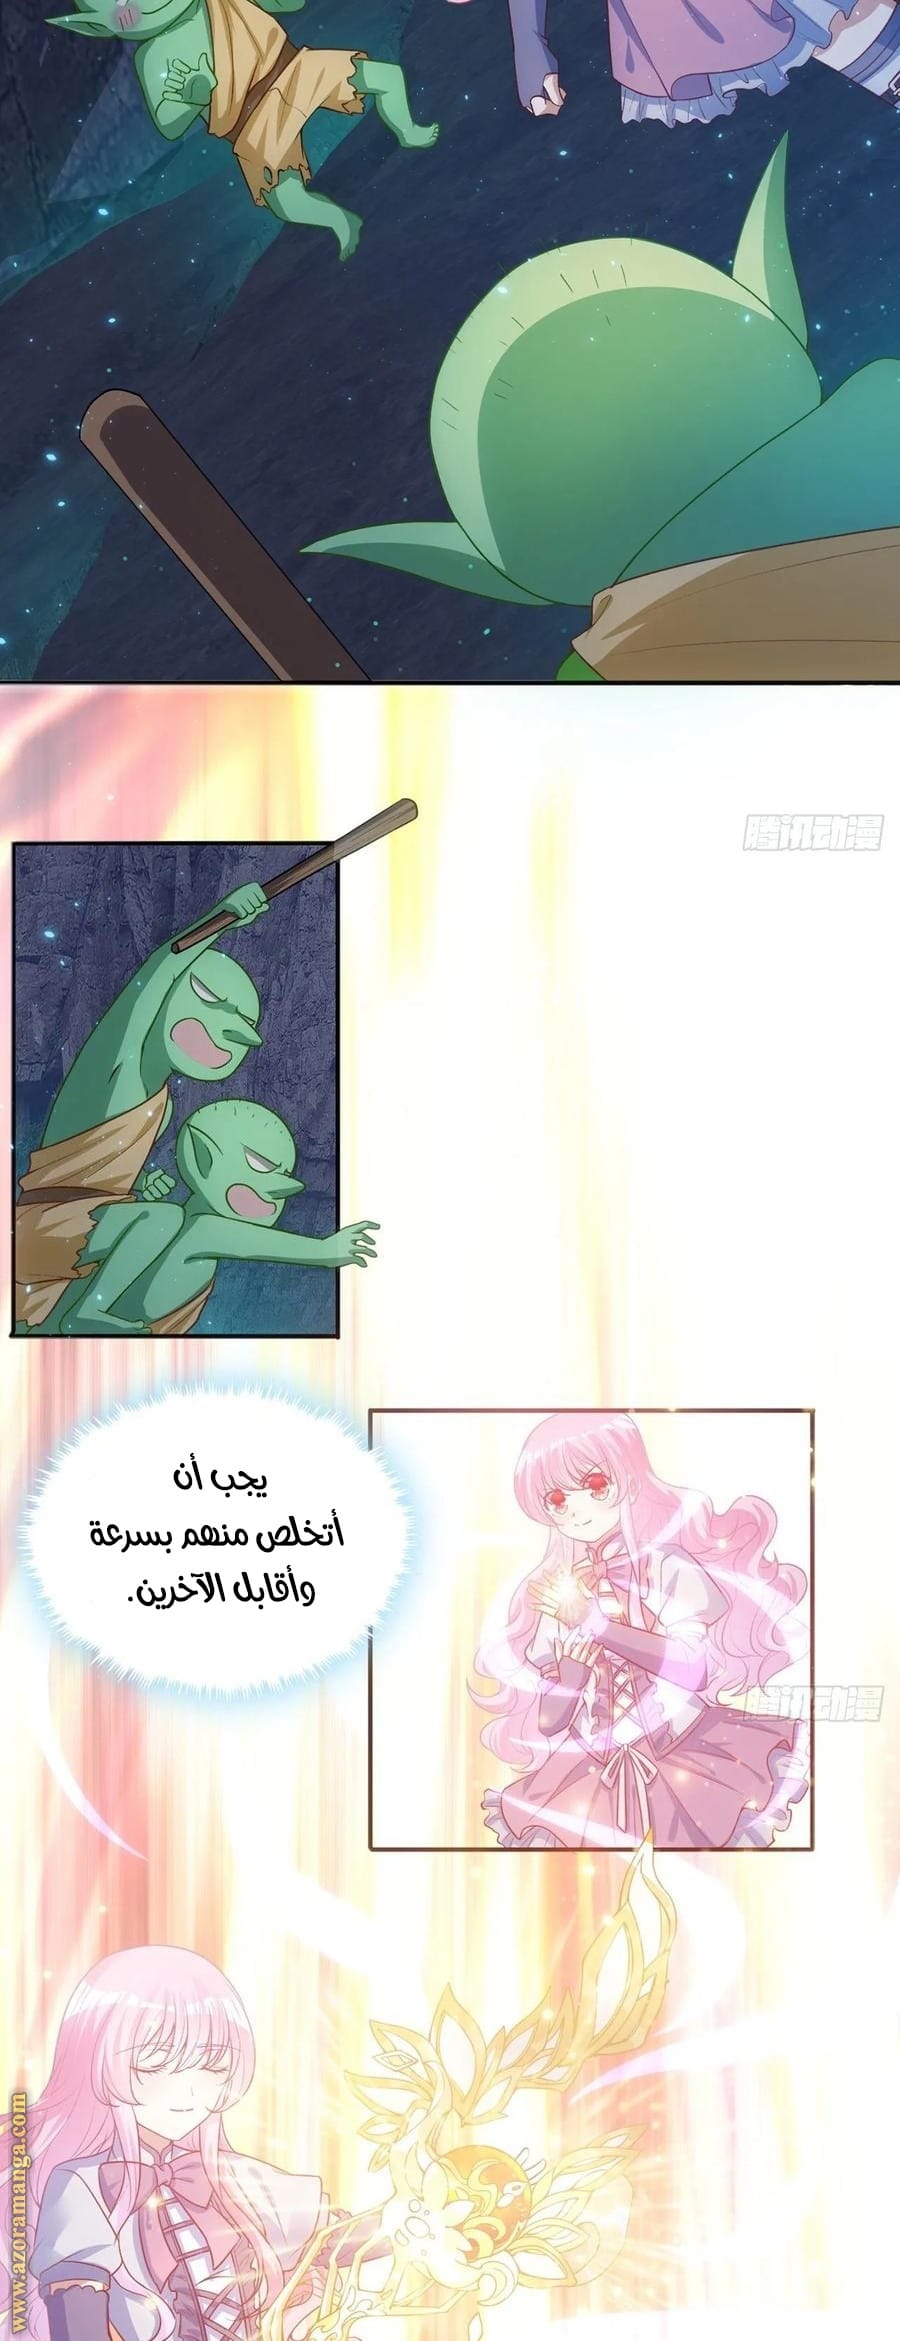 腾讯动漫
يجب أن
أتخلص منهم بسرعة
وأقابل الآخرين.
腾讯动漫
www.azoramanga.com